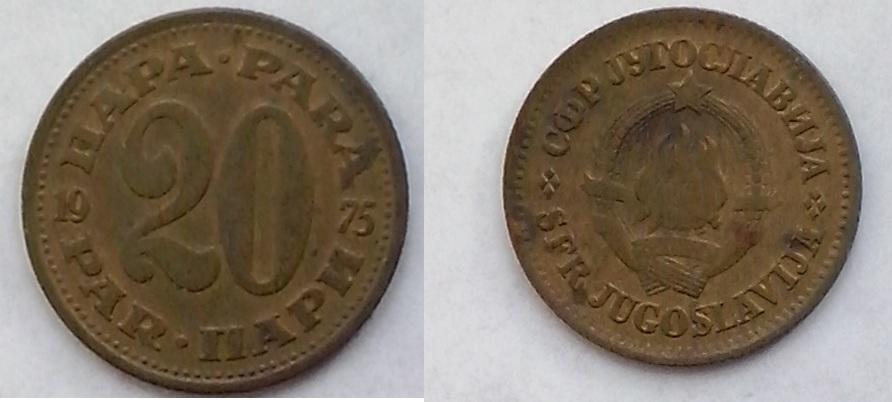 ПАРА · PARA
20
19 75
PAR · ПАРИ
СФР ЈУГОСЛАВИЈА
SFR JUGOSLAVIJA